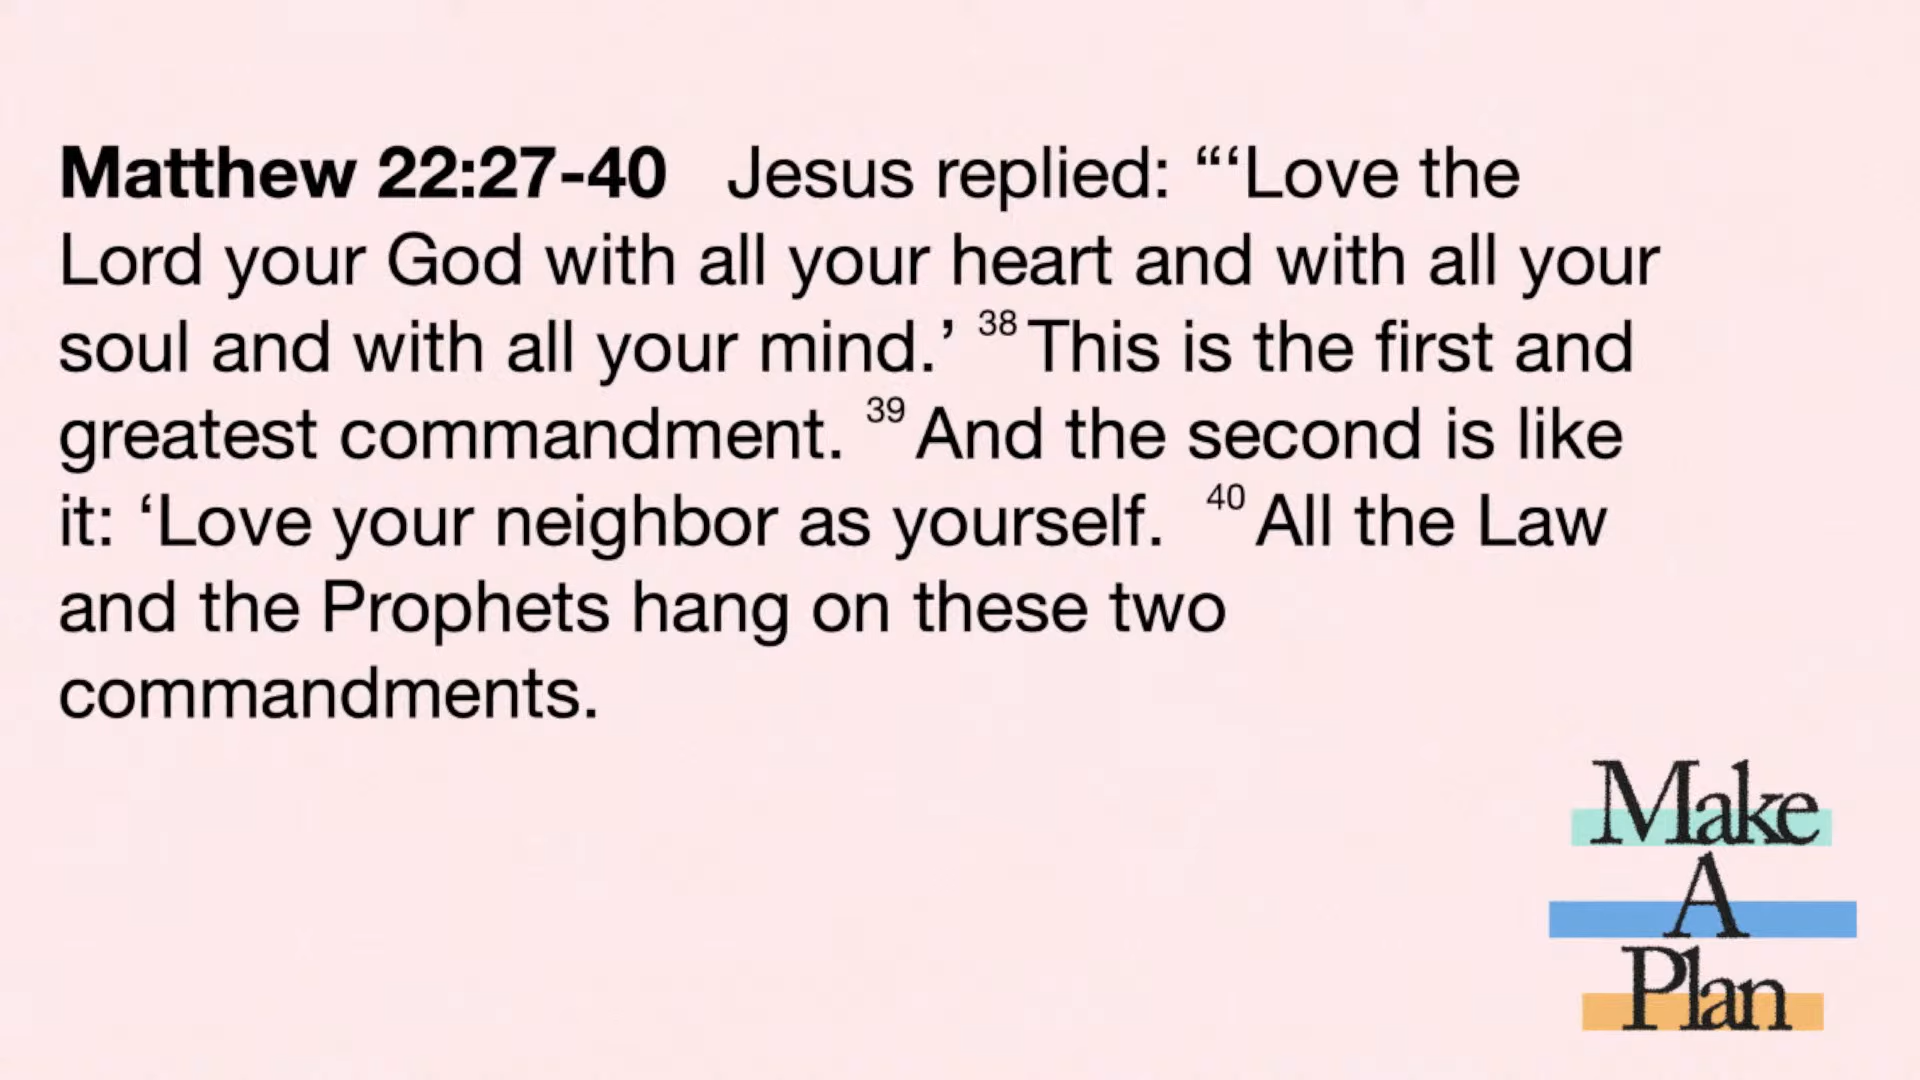 Matthew 22:27-40   Jesus replied: “‘Love the
Lord your God with all your heart and with all your
soul and with all your mind.’ 38 This is the first and
greatest commandment. 39 And the second is like
it: ‘Love your neighbor as yourself.  40 All the Law
and the Prophets hang on these two
commandments.
Make
A
Plan